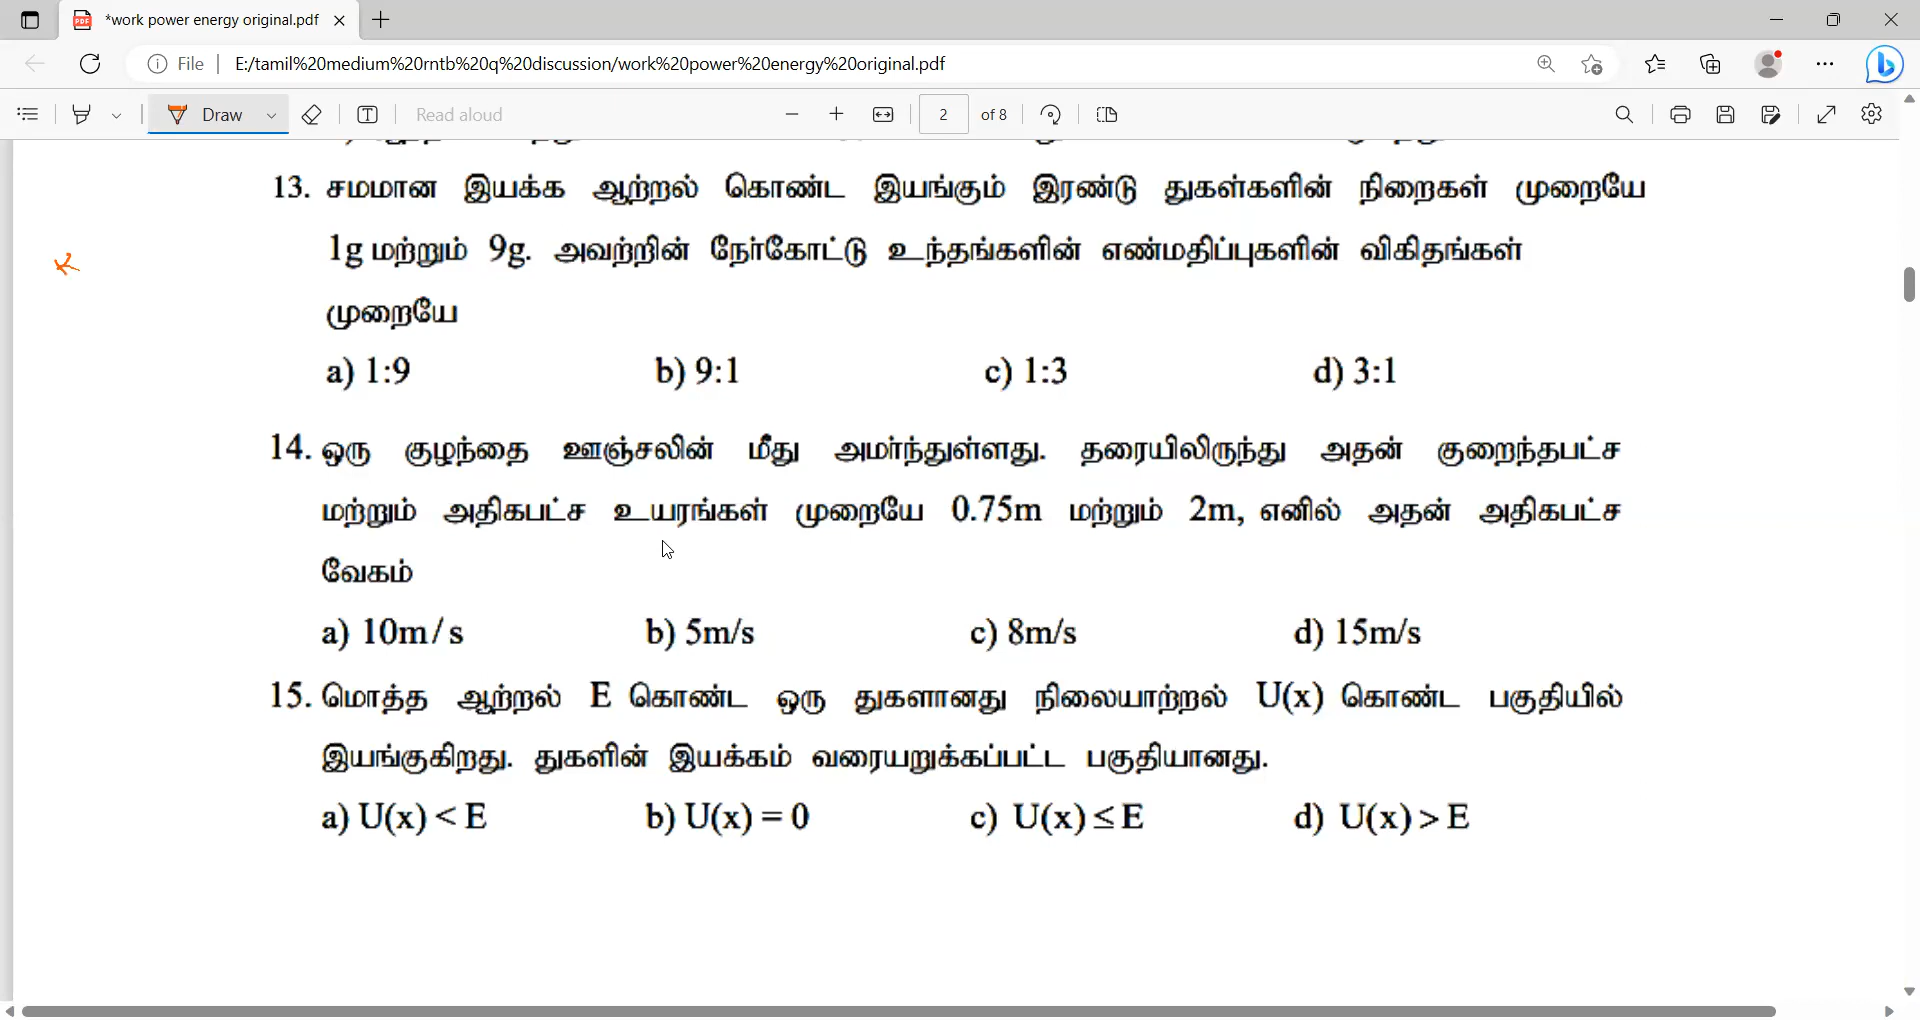 *work power energy original.pdf
File
E:/tamil%20medium%20rntb%20q%20discussion/work%20power%20energy%20original.pdf
Draw
Read aloud
2
of 8
13. சமமான இயக்க ஆற்றல் கொண்ட இயங்கும் இரண்டு துகள்களின் நிறைகள் முறையே
1g மற்றும் 9g. அவற்றின் நேர்கோட்டு உந்தங்களின் எண்மதிப்புகளின் விகிதங்கள்
முறையே
a) 1:9 b) 9:1 c) 1:3 d) 3:1
14. ஒரு குழந்தை ஊஞ்சலின் மீது அமர்ந்துள்ளது. தரையிலிருந்து அதன் குறைந்தபட்ச
மற்றும் அதிகபட்ச உயரங்கள் முறையே 0.75m மற்றும் 2m, எனில் அதன் அதிகபட்ச
வேகம்
a) 10m/s b) 5m/s c) 8m/s d) 15m/s
15. மொத்த ஆற்றல் E கொண்ட ஒரு துகளானது நிலையாற்றல் U(x) கொண்ட பகுதியில்
இயங்குகிறது. துகளின் இயக்கம் வரையறுக்கப்பட்ட பகுதியானது.
a) U(x) < E b) U(x) = 0 c) U(x) ≤ E d) U(x) > E